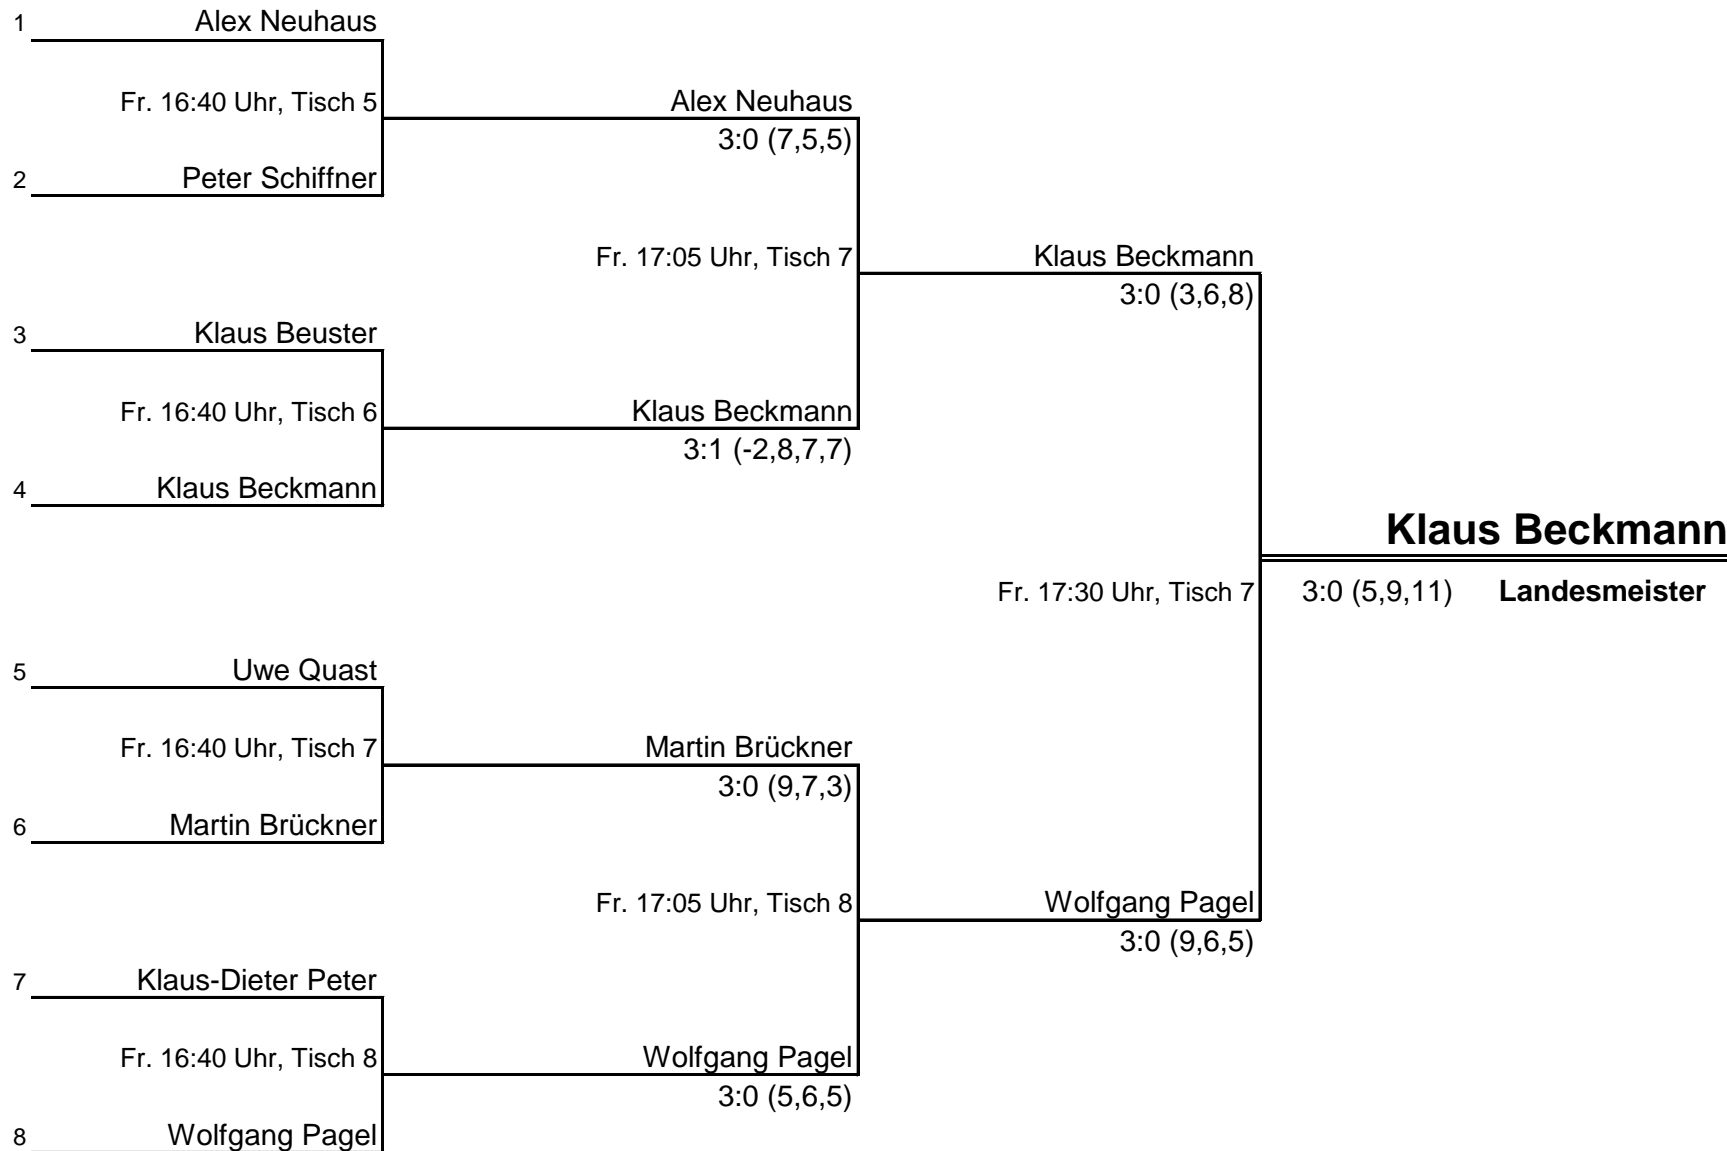 1 Alex Neuhaus
Fr. 16:40 Uhr, Tisch 5
Alex Neuhaus
3:0 (7,5,5)
2 Peter Schiffner
Fr. 17:05 Uhr, Tisch 7
Klaus Beckmann
3:0 (3,6,8)
3 Klaus Beuster
Fr. 16:40 Uhr, Tisch 6
Klaus Beckmann
3:1 (-2,8,7,7)
4 Klaus Beckmann
Klaus Beckmann
Fr. 17:30 Uhr, Tisch 7
3:0 (5,9,11) Landesmeister
5 Uwe Quast
Fr. 16:40 Uhr, Tisch 7
Martin Brückner
3:0 (9,7,3)
6 Martin Brückner
Fr. 17:05 Uhr, Tisch 8
Wolfgang Pagel
3:0 (9,6,5)
7 Klaus-Dieter Peter
Fr. 16:40 Uhr, Tisch 8
Wolfgang Pagel
3:0 (5,6,5)
8 Wolfgang Pagel